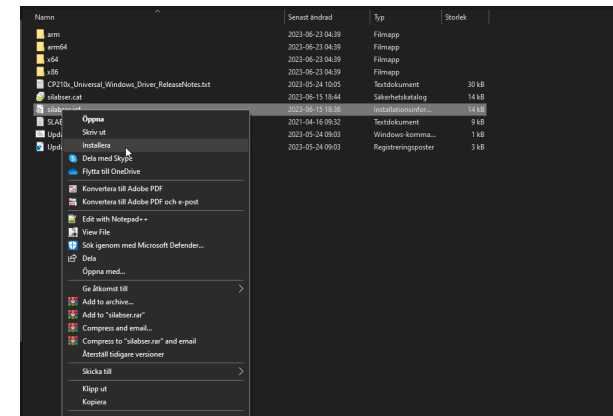 Namn Senast ändrad Typ Storlek
arm 2023-06-23 04:39 Filmapp
arm64 2023-06-23 04:39 Filmapp
x64 2023-06-23 04:39 Filmapp
x86 2023-06-23 04:39 Filmapp
CP210x_Universal_Windows_Driver_ReleaseNotes.txt 2023-05-24 10:05 Textdokument 30 kB
silabser.cat 2023-06-15 18:44 Säkerhetskatalog 14 kB
silabser.inf 2023-06-15 18:36 Installationsinfor... 14 kB
SLAB 2021-04-16 09:32 Textdokument 9 kB
Upda 2023-05-24 09:03 Windows-komma... 1 kB
Upda 2023-05-24 09:03 Registreringsposter 3 kB
Öppna
Skriv ut
Installera
Dela med Skype
Flytta till OneDrive
Konvertera till Adobe PDF
Konvertera till Adobe PDF och e-post
Edit with Notepad++
View File
Sök igenom med Microsoft Defender...
Dela
Öppna med...
Ge åtkomst till
Add to archive...
Add to "silabser.rar"
Compress and email...
Compress to "silabser.rar" and email
Återställ tidigare versioner
Skicka till
Klipp ut
Kopiera